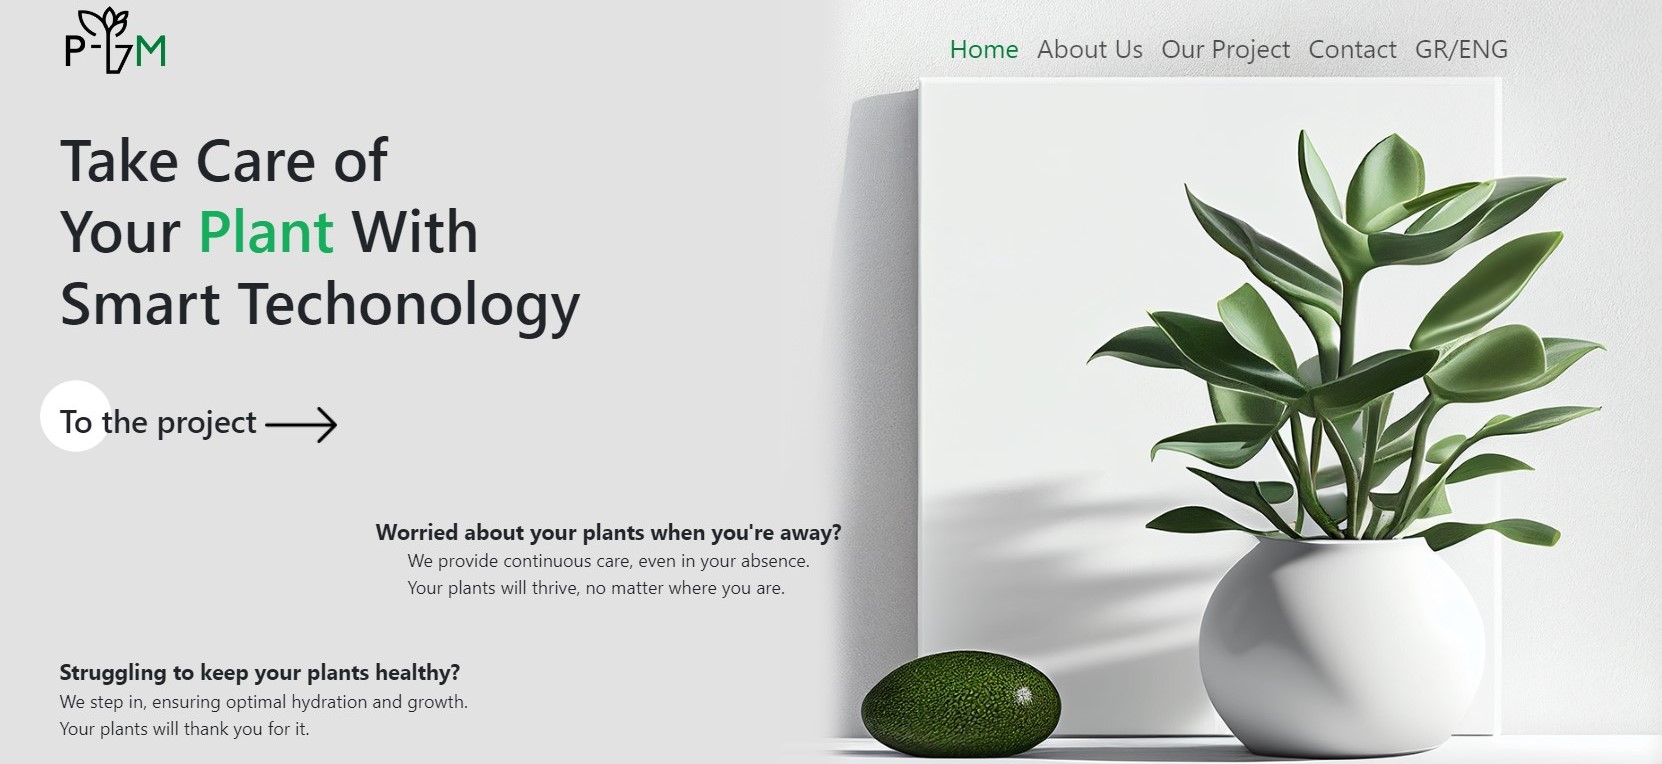 P-M
Home About Us Our Project Contact GR/ENG
Take Care of
Your Plant With
Smart Techonology
To the project
Worried about your plants when you're away?
We provide continuous care, even in your absence.
Your plants will thrive, no matter where you are.
Struggling to keep your plants healthy?
We step in, ensuring optimal hydration and growth.
Your plants will thank you for it.